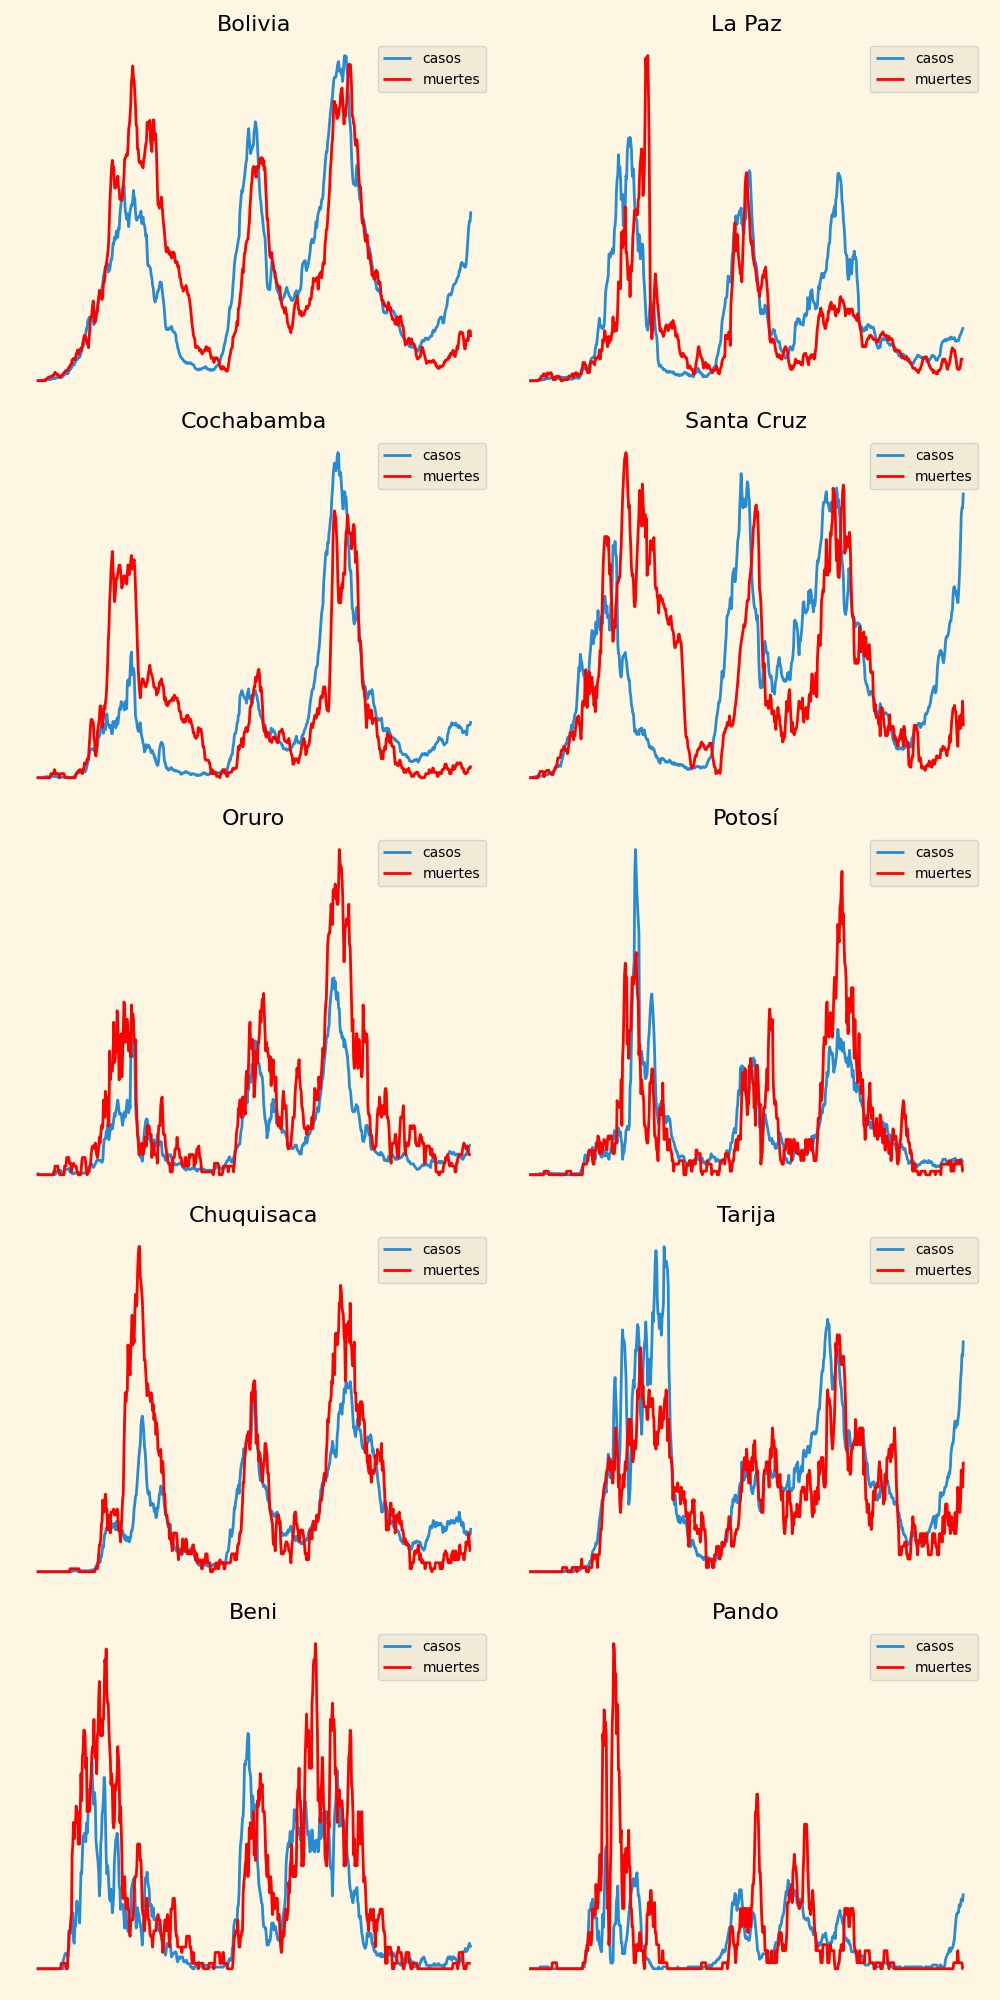 Bolivia
casos
muertes
La Paz
casos
muertes
Cochabamba
casos
muertes
Santa Cruz
casos
muertes
Oruro
casos
muertes
Potosí
casos
muertes
Chuquisaca
casos
muertes
Tarija
casos
muertes
Beni
casos
muertes
Pando
casos
muertes